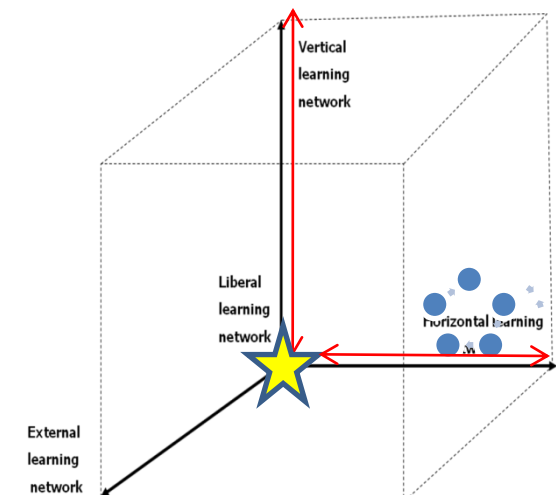 Vertical
learning
network
Liberal
learning
network
Horizontal learning
External
learning
network